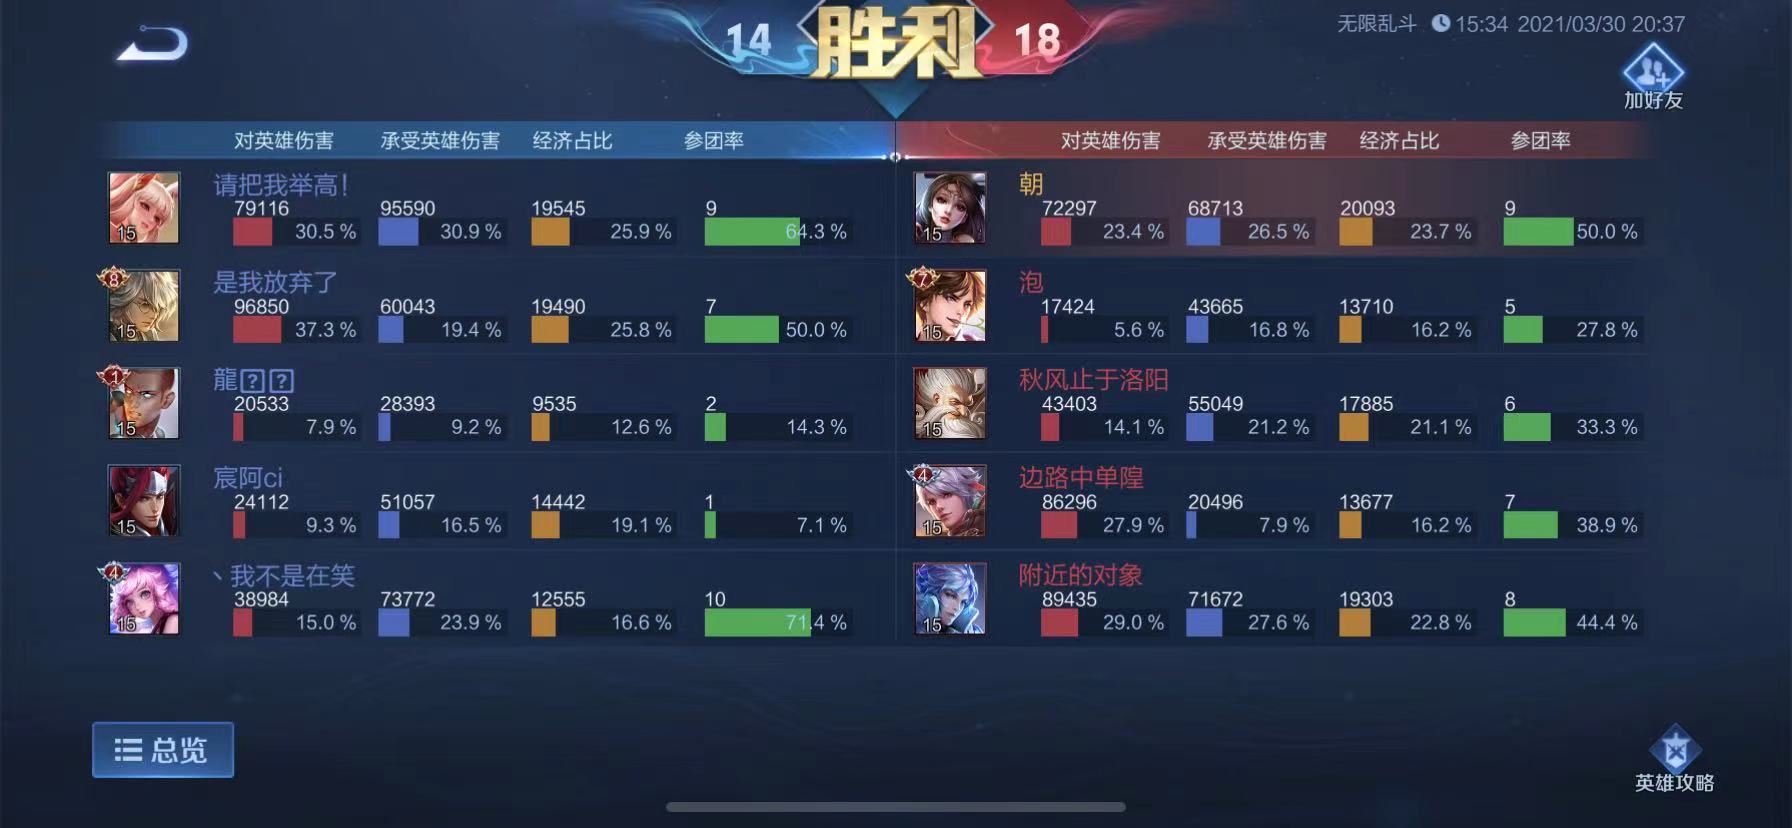 14 胜利 18
无限乱斗 15:34 2021/03/30 20:37
加好友
对英雄伤害 承受英雄伤害 经济占比 参团率
对英雄伤害 承受英雄伤害 经济占比 参团率
请把我举高!
79116 95590 19545 9
15 30.5 % 30.9 % 25.9 % 64.3 %
朝
72297 68713 20093 9
15 23.4 % 26.5 % 23.7 % 50.0 %
8 是我放弃了
96850 60043 19490 7
15 37.3 % 19.4 % 25.8 % 50.0 %
7 泡
17424 43665 13710 5
15 5.6 % 16.8 % 16.2 % 27.8 %
1 龍??
20533 28393 9535 2
15 7.9 % 9.2 % 12.6 % 14.3 %
秋风止于洛阳
43403 55049 17885 6
15 14.1 % 21.2 % 21.1 % 33.3 %
宸阿ci
24112 51057 14442 1
15 9.3 % 16.5 % 19.1 % 7.1 %
4 边路中单隍
86296 20496 13677 7
15 27.9 % 7.9 % 16.2 % 38.9 %
4 丶我不是在笑
38984 73772 12555 10
15 15.0 % 23.9 % 16.6 % 71.4 %
附近的对象
89435 71672 19303 8
15 29.0 % 27.6 % 22.8 % 44.4 %
总览
英雄攻略